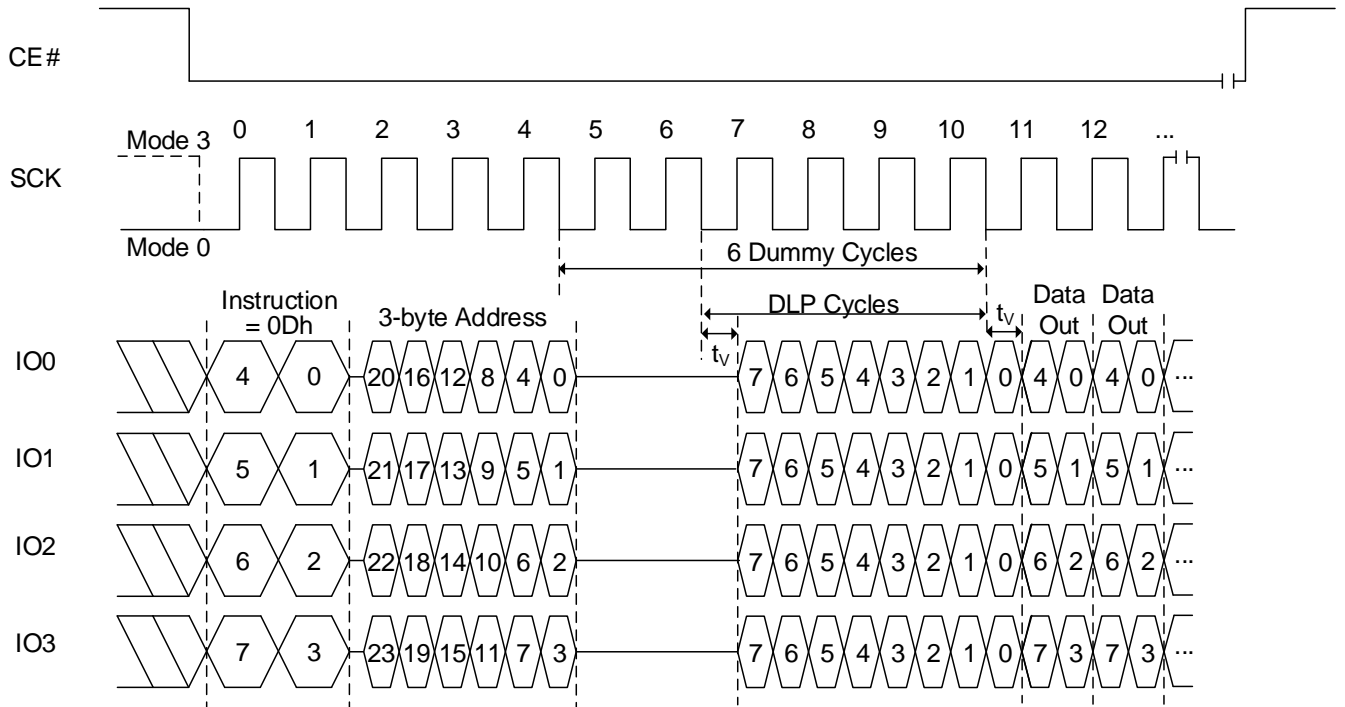 CE#
0 1 2 3 4 5 6 7 8 9 10 11 12 ...
Mode 3
SCK
Mode 0
6 Dummy Cycles
Instruction
= 0Dh
3-byte Address
DLP Cycles
tV
tV
Data
Out
Data
Out
IO0 4 0 20 16 12 8 4 0 7 6 5 4 3 2 1 0 4 0 4 0 ...
IO1 5 1 21 17 13 9 5 1 7 6 5 4 3 2 1 0 5 1 5 1 ...
IO2 6 2 22 18 14 10 6 2 7 6 5 4 3 2 1 0 6 2 6 2 ...
IO3 7 3 23 19 15 11 7 3 7 6 5 4 3 2 1 0 7 3 7 3 ...